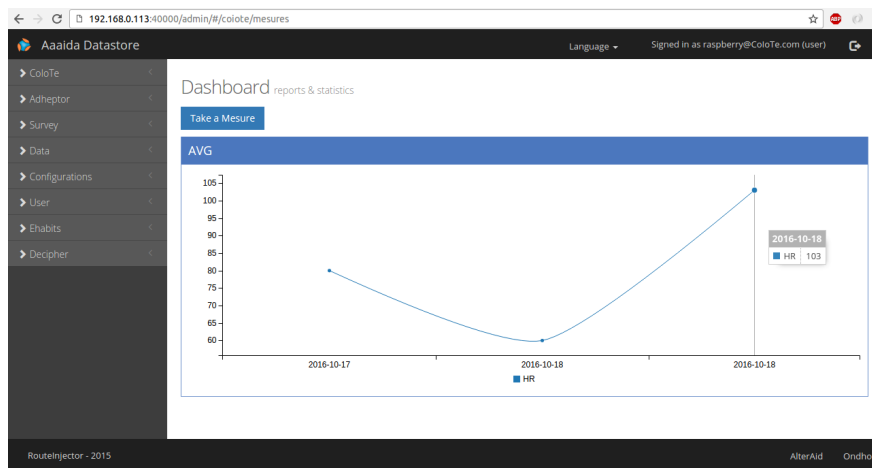 192.168.0.113:40000/admin/#/coiote/mesures
ABP
Aaaida Datastore
Language
Signed in as raspberry@ColoTe.com (user)
ColoTe
Adheptor
Survey
Data
Configurations
User
Ehabits
Decipher
Dashboard reports & statistics
Take a Mesure
AVG
105
100
95
90
85
80
75
70
65
60
2016-10-18
HR 103
2016-10-17 2016-10-18 2016-10-18
HR
RouteInjector - 2015
AlterAid Ondho